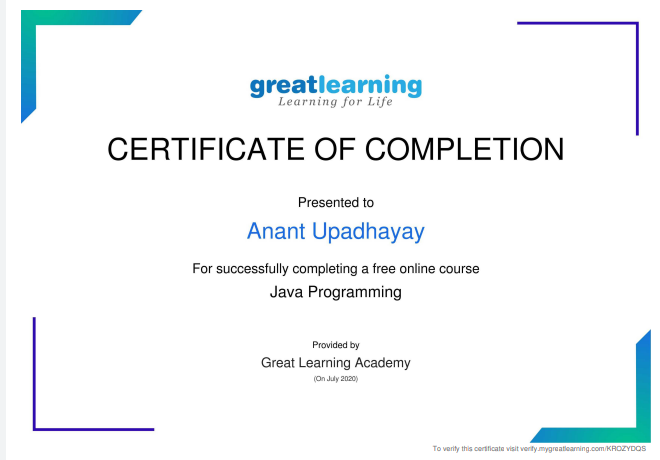 greatlearning
Learning for Life
CERTIFICATE OF COMPLETION
Presented to
Anant Upadhayay
For successfully completing a free online course
Java Programming
Provided by
Great Learning Academy
(On July 2020)
To verify this certificate visit verify.mygreatlearning.com/KROZYDQS